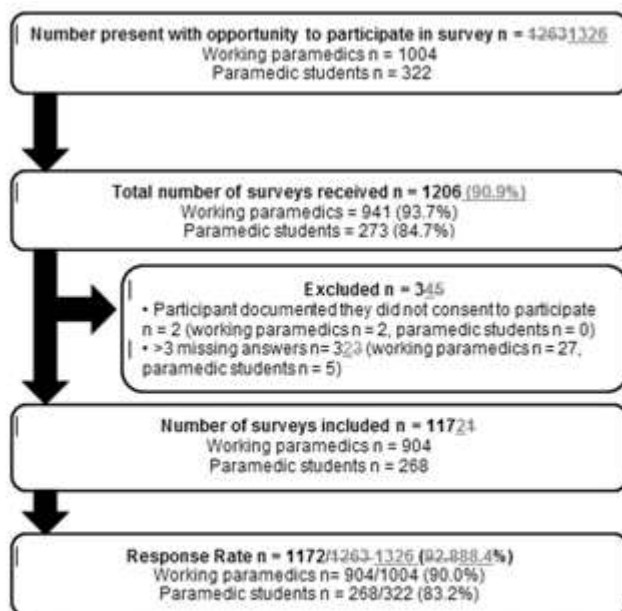 Number present with opportunity to participate in survey n = 12631326
Working paramedics n = 1004
Paramedic students n = 322
Total number of surveys received n = 1206 (90.9%)
Working paramedics = 941 (93.7%)
Paramedic students = 273 (84.7%)
Excluded n = 345
• Participant documented they did not consent to participate
n = 2 (working paramedics n = 2, paramedic students n = 0)
• >3 missing answers n= 323 (working paramedics n = 27,
paramedic students n = 5)
Number of surveys included n = 11721
Working paramedics n = 904
Paramedic students n = 268
Response Rate n = 1172/1263 1326 (92.888.4%)
Working paramedics n= 904/1004 (90.0%)
Paramedic students n = 268/322 (83.2%)